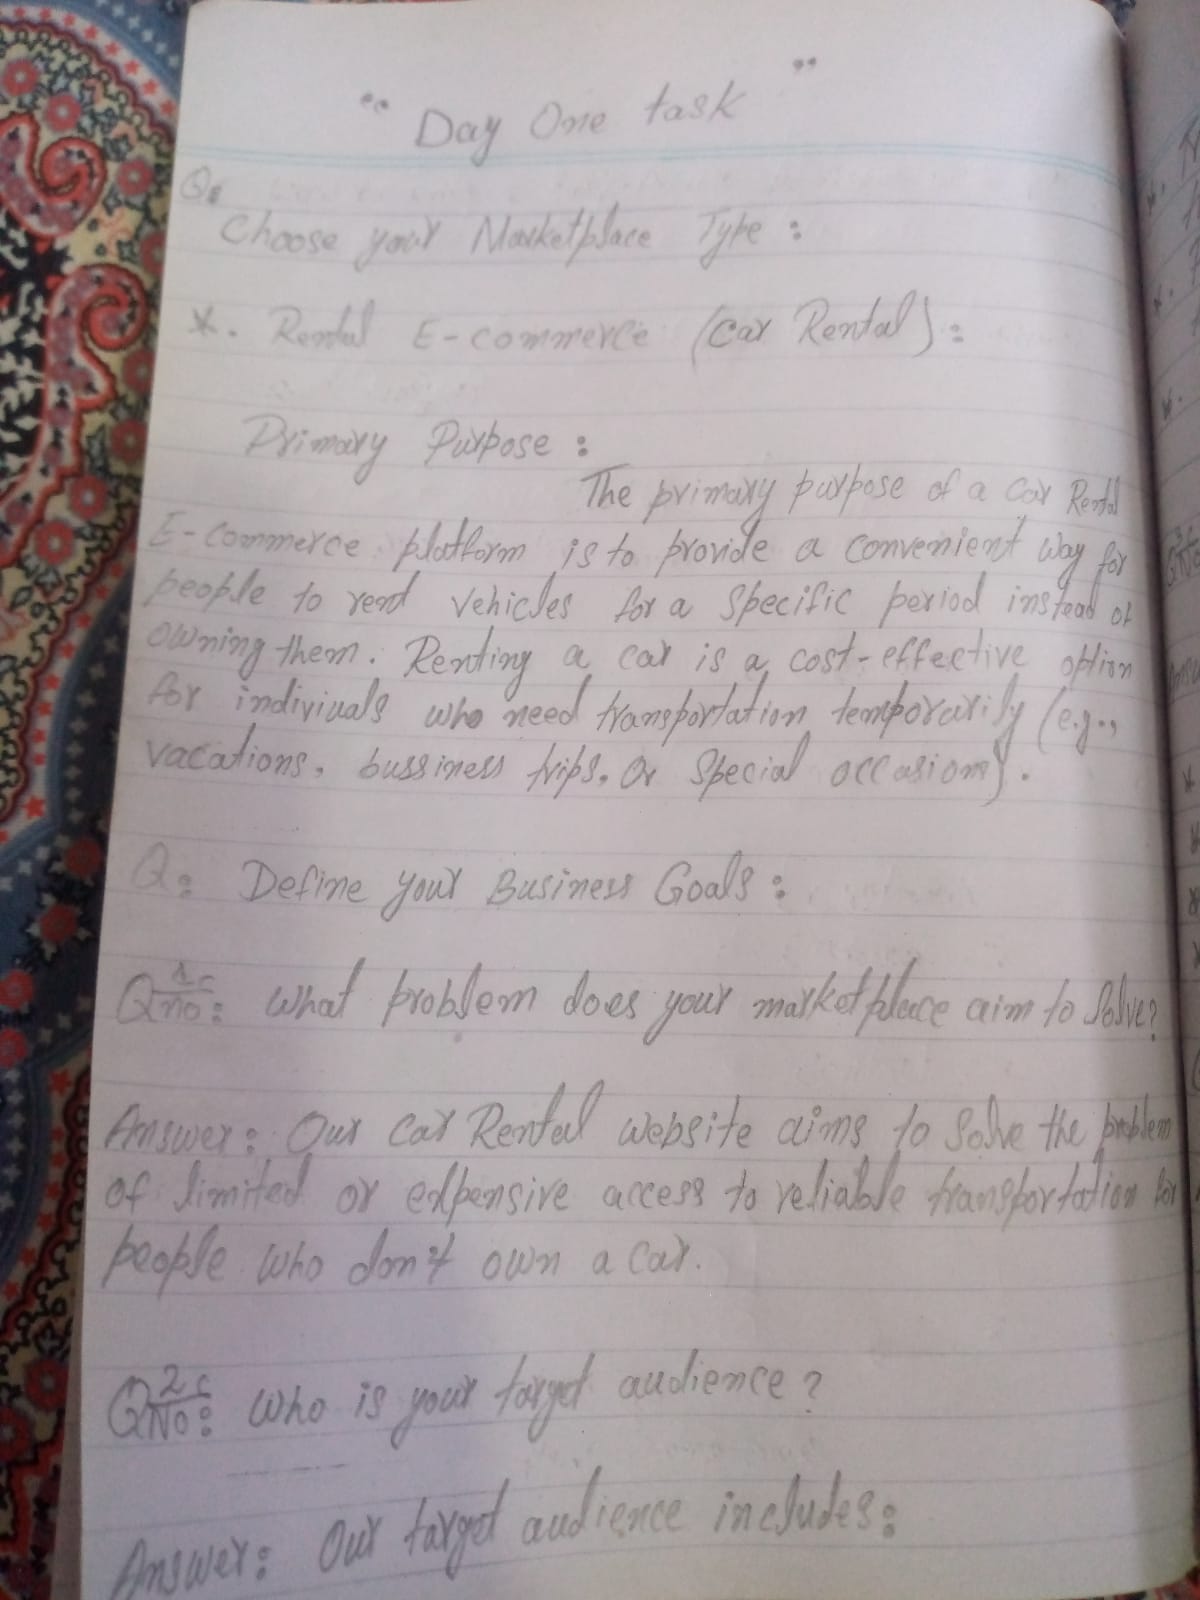 " Day One task "
Q:
Choose your Marketplace Type :
*. Rental E-commerce (Car Rental) :
Primary Purpose :
The primary purpose of a Car Rental
E-commerce platform is to provide a convenient way for
people to rent vehicles for a specific period instead of
owning them. Renting a car is a cost-effective option
for indiviuals who need transportation temporarily (e.g.,
vacations, bussiness trips, or special occasions).
Q: Define your Business Goals :
Q 1 no: What problem does your marketplace aim to solve?
Answer: Our Car Rental website aims to solve the problem
of limited or expensive access to reliable transportation for
people who don't own a car.
Q 2 No: Who is your target audience ?
Answer: Our target audience includes: